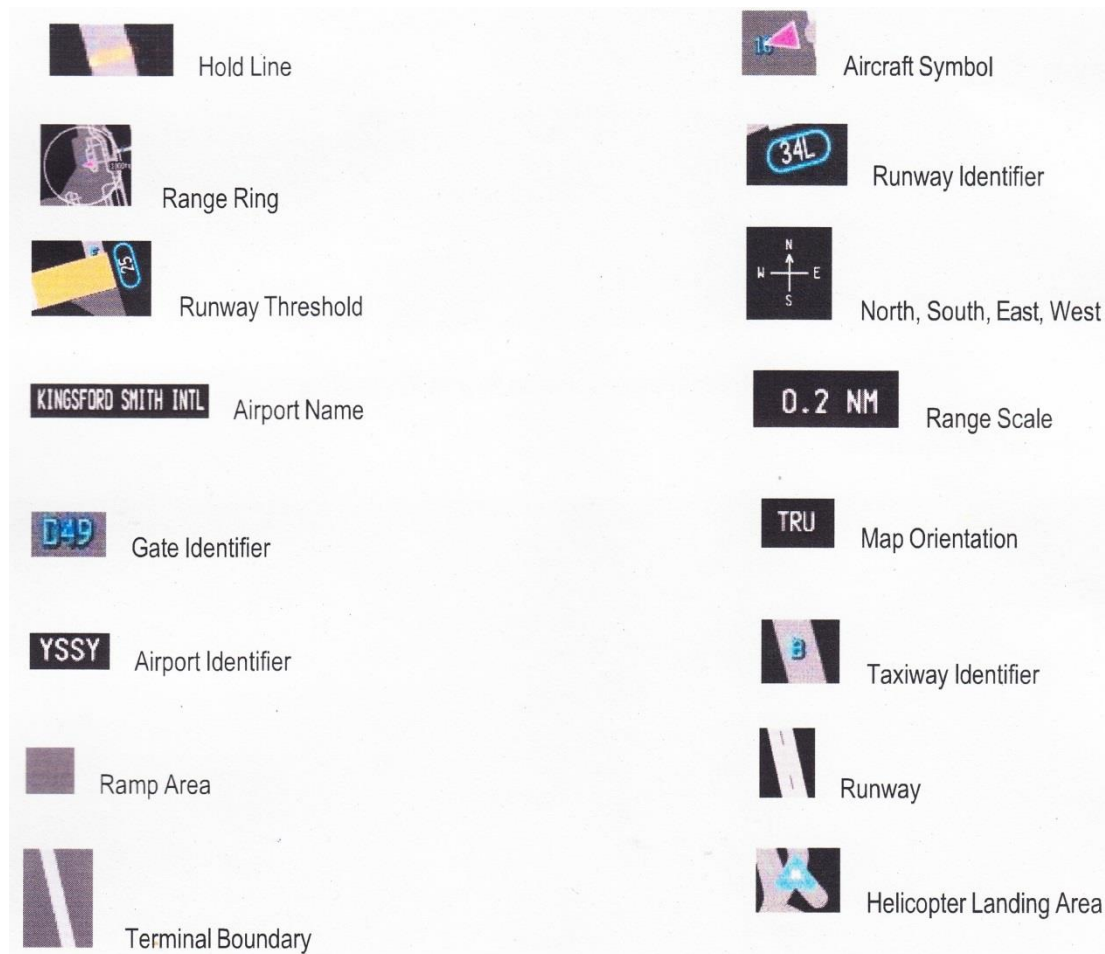 Hold Line
Range Ring
25
Runway Threshold
KINGSFORD SMITH INTL
Airport Name
D49
Gate Identifier
YSSY
Airport Identifier
Ramp Area
Terminal Boundary
Aircraft Symbol
34L
Runway Identifier
N
W E
S
North, South, East, West
0.2 NM
Range Scale
TRU
Map Orientation
B
Taxiway Identifier
Runway
Helicopter Landing Area